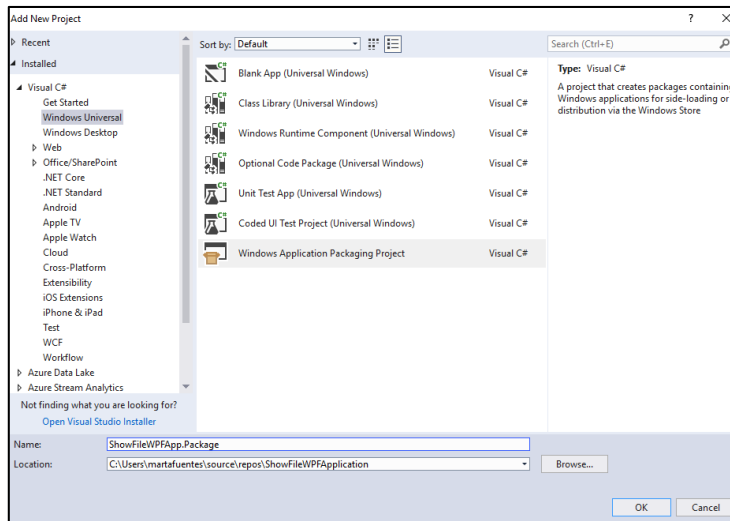 Add New Project
?
Recent
Installed
Visual C#
Get Started
Windows Universal
Windows Desktop
Web
Office/SharePoint
.NET Core
.NET Standard
Android
Apple TV
Apple Watch
Cloud
Cross-Platform
Extensibility
iOS Extensions
iPhone & iPad
Test
WCF
Workflow
Azure Data Lake
Azure Stream Analytics
Not finding what you are looking for?
Open Visual Studio Installer
Sort by: Default
Blank App (Universal Windows) Visual C#
Class Library (Universal Windows) Visual C#
Windows Runtime Component (Universal Windows) Visual C#
Optional Code Package (Universal Windows) Visual C#
Unit Test App (Universal Windows) Visual C#
Coded UI Test Project (Universal Windows) Visual C#
Windows Application Packaging Project Visual C#
Search (Ctrl+E)
Type: Visual C#
A project that creates packages containing
Windows applications for side-loading or
distribution via the Windows Store
Name: ShowFileWPFApp.Package
Location: C:\Users\martafuentes\source\repos\ShowFileWPFApplication
Browse...
OK Cancel